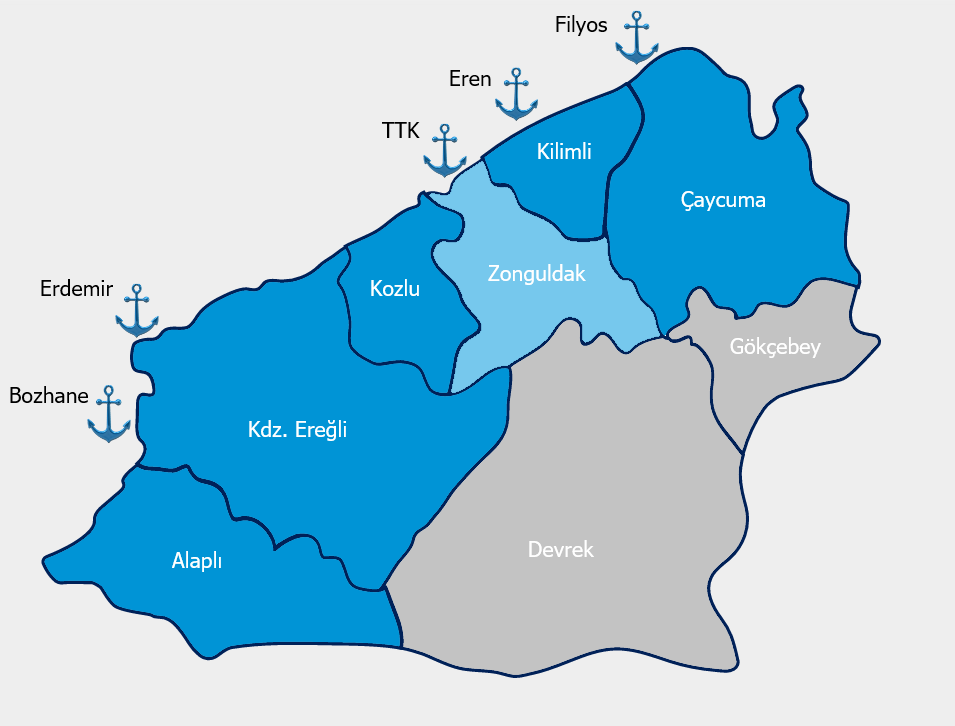 Filyos
Eren
TTK
Kilimli
Çaycuma
Zonguldak
Erdemir
Kozlu
Gökçebey
Bozhane
Kdz. Ereğli
Devrek
Alaplı